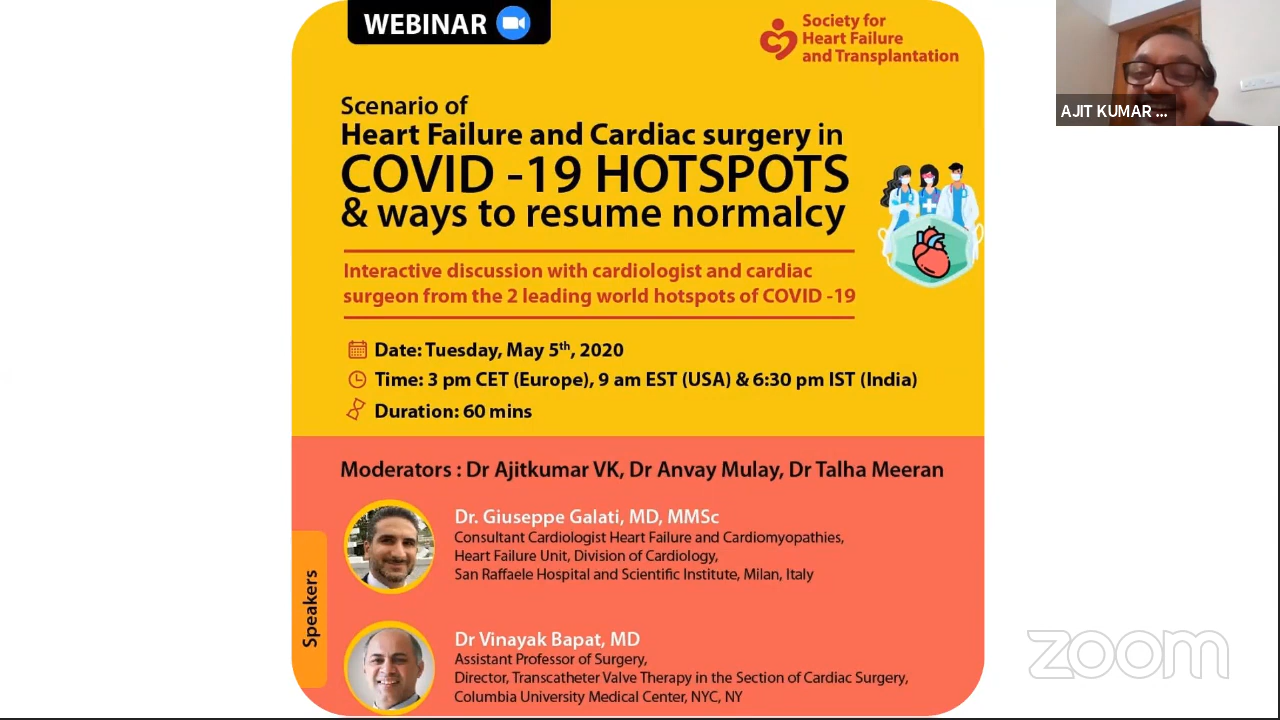 WEBINAR
Society for
Heart Failure
and Transplantation
AJIT KUMAR ...
Scenario of
Heart Failure and Cardiac surgery in
COVID -19 HOTSPOTS
& ways to resume normalcy
Interactive discussion with cardiologist and cardiac
surgeon from the 2 leading world hotspots of COVID -19
Date: Tuesday, May 5th, 2020
Time: 3 pm CET (Europe), 9 am EST (USA) & 6:30 pm IST (India)
Duration: 60 mins
Moderators : Dr Ajitkumar VK, Dr Anvay Mulay, Dr Talha Meeran
Speakers
Dr. Giuseppe Galati, MD, MMSc
Consultant Cardiologist Heart Failure and Cardiomyopathies,
Heart Failure Unit, Division of Cardiology,
San Raffaele Hospital and Scientific Institute, Milan, Italy
Dr Vinayak Bapat, MD
Assistant Professor of Surgery,
Director, Transcatheter Valve Therapy in the Section of Cardiac Surgery,
Columbia University Medical Center, NYC, NY
zoom